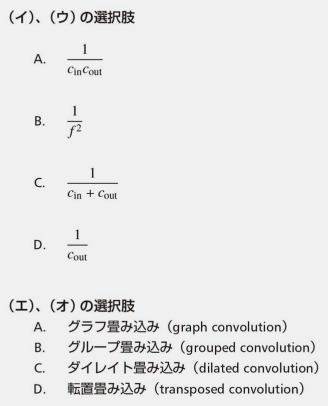 （イ）、（ウ）の選択肢
A. $\frac{1}{c_{\text{in}}c_{\text{out}}}$
B. $\frac{1}{f^2}$
C. $\frac{1}{c_{\text{in}} + c_{\text{out}}}$
D. $\frac{1}{c_{\text{out}}}$
（エ）、（オ）の選択肢
A. グラフ畳み込み（graph convolution）
B. グループ畳み込み（grouped convolution）
C. ダイレイト畳み込み（dilated convolution）
D. 転置畳み込み（transposed convolution）